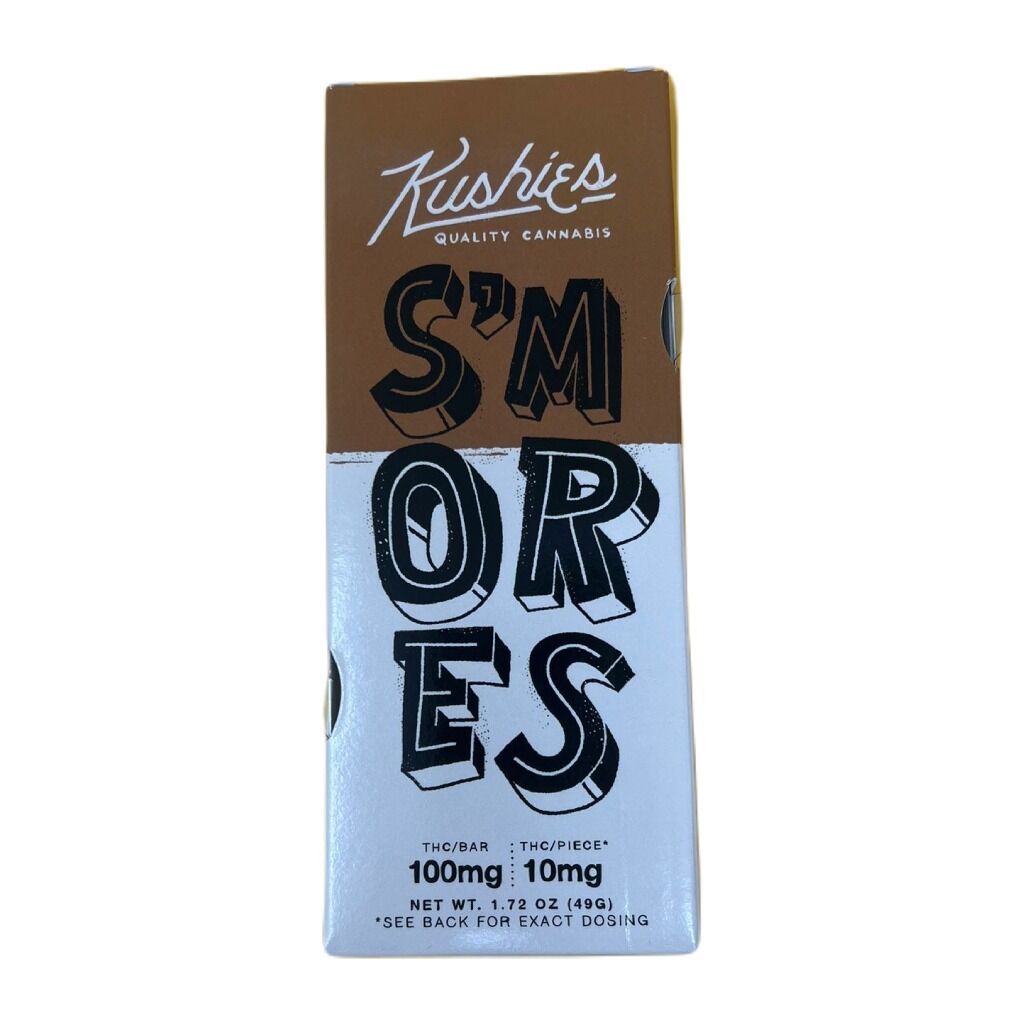 Kushies
QUALITY CANNABIS
S'M
OR
ES
THC/BAR THC/PIECE*
100mg 10mg
NET WT. 1.72 OZ (49G)
*SEE BACK FOR EXACT DOSING